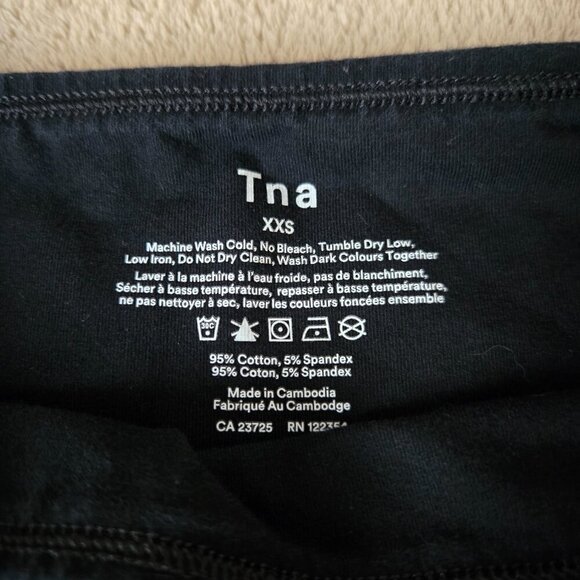 Tna
XXS
Machine Wash Cold, No Bleach, Tumble Dry Low,
Low Iron, Do Not Dry Clean, Wash Dark Colours Together
Laver à la machine à l'eau froide, pas de blanchiment,
Sécher à basse température, repasser à basse température,
ne pas nettoyer à sec, laver les couleurs foncées ensemble
30C
95% Cotton, 5% Spandex
95% Coton, 5% Spandex
Made in Cambodia
Fabriqué Au Cambodge
CA 23725 RN 122354